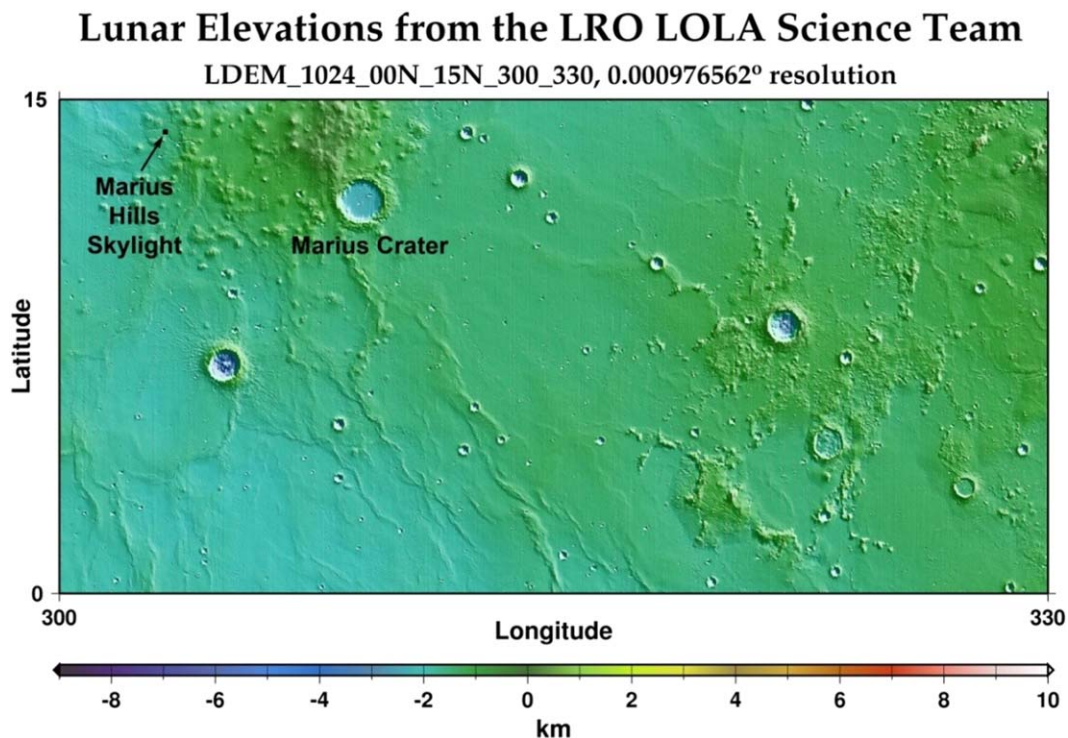 Lunar Elevations from the LRO LOLA Science Team
LDEM_1024_00N_15N_300_330, 0.000976562º resolution
15
Marius
Hills
Skylight
Marius Crater
Latitude
0
300
330
Longitude
-8 -6 -4 -2 0 2 4 6 8 10
km